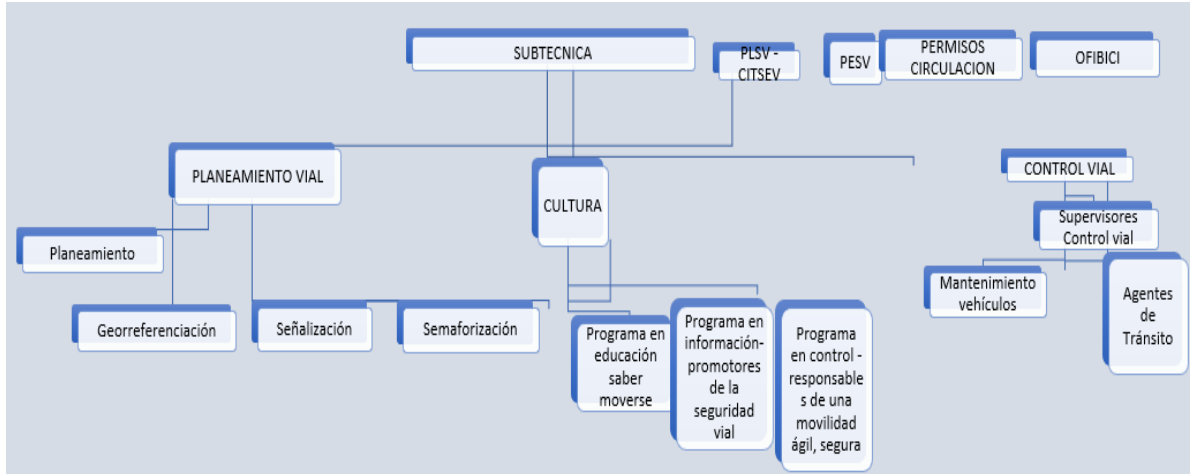 SUBTECNICA
PLSV -
CITSEV
PESV
PERMISOS
CIRCULACION
OFIBICI
PLANEAMIENTO VIAL
CULTURA
CONTROL VIAL
Supervisores
Control vial
Planeamiento
Mantenimiento
vehículos
Agentes
de
Tránsito
Georreferenciación
Señalización
Semaforización
Programa en
educación
saber
moverse
Programa en
información-
promotores
de la
seguridad
vial
Programa
en control -
responsable
s de una
movilidad
ágil, segura